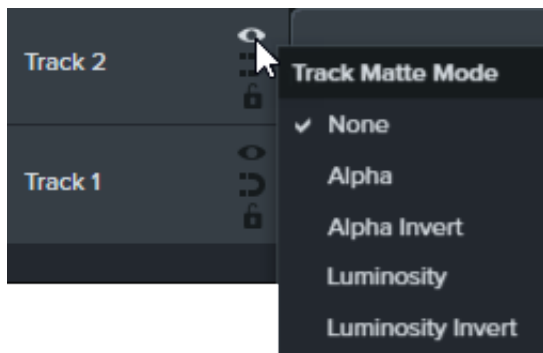 Track 2
Track Matte Mode
None
Alpha
Track 1
Alpha Invert
Luminosity
Luminosity Invert